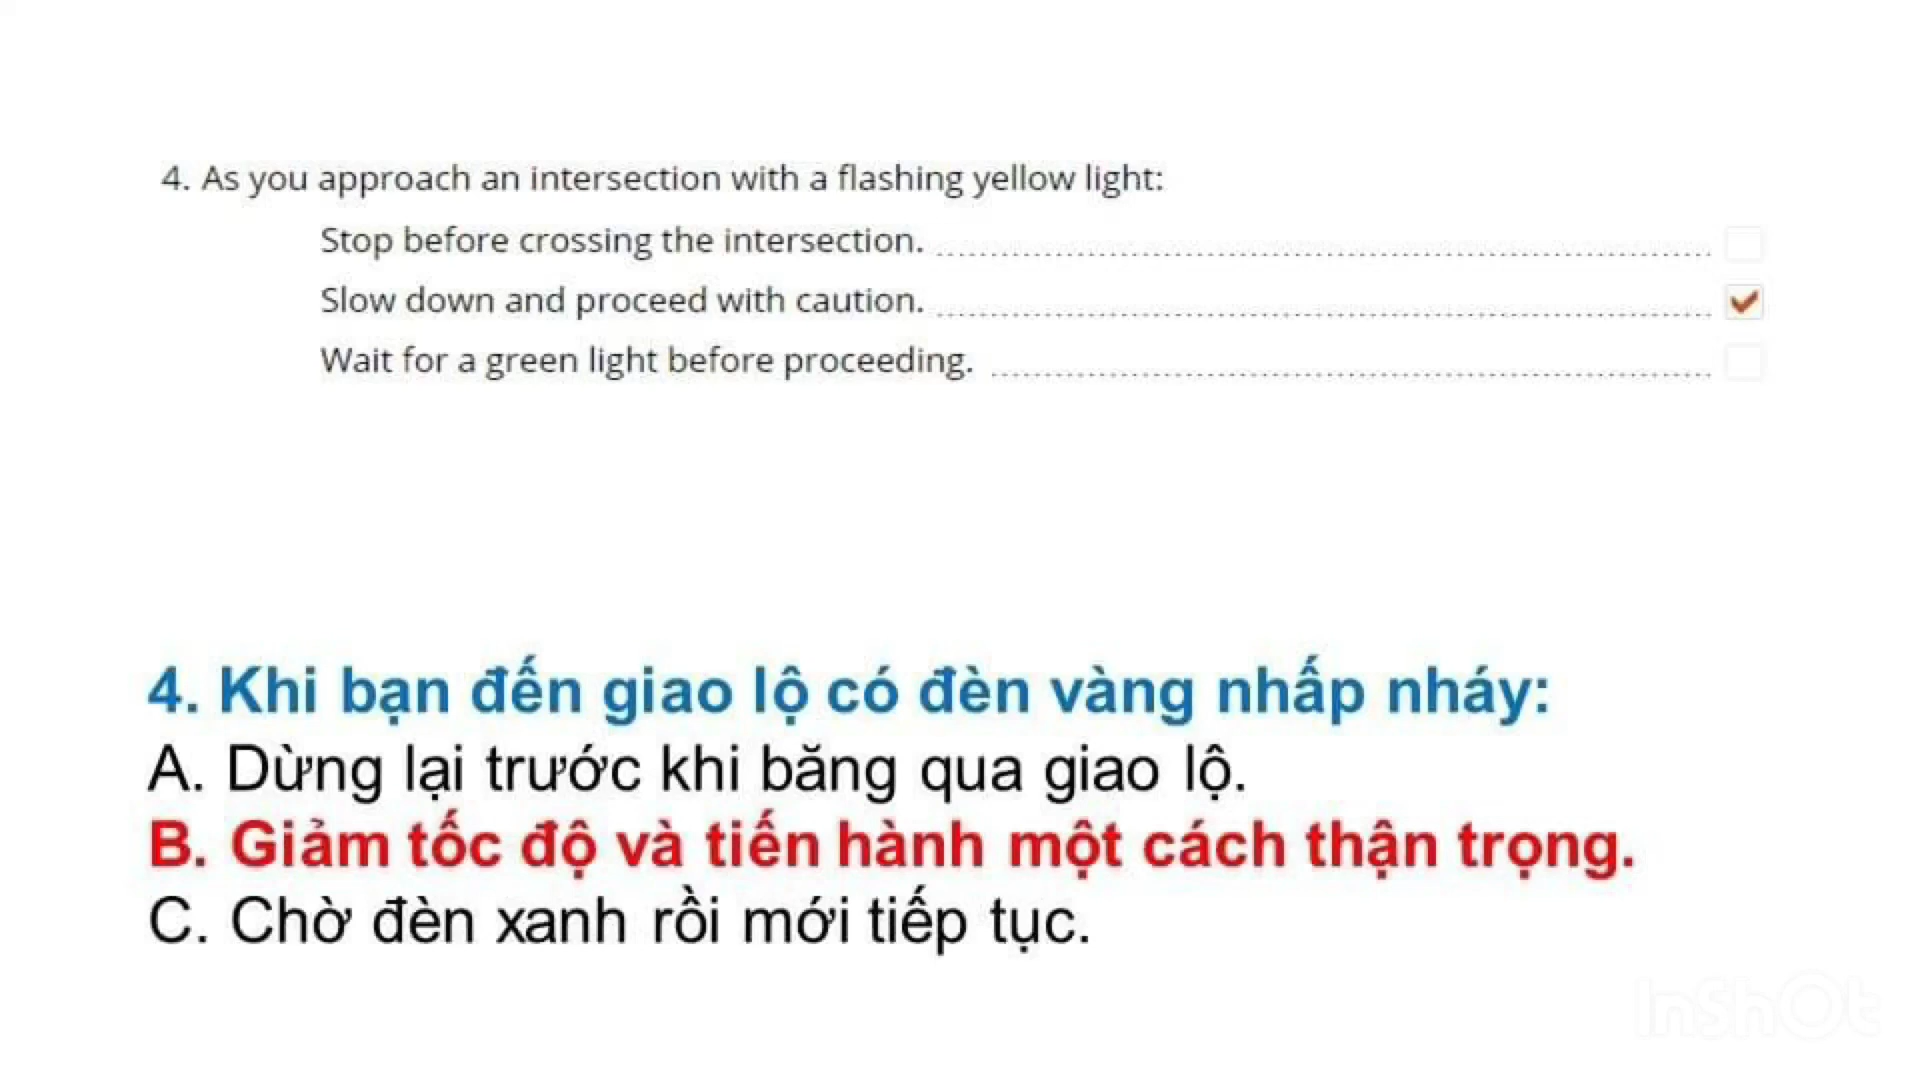 4. As you approach an intersection with a flashing yellow light:
Stop before crossing the intersection.
Slow down and proceed with caution.
Wait for a green light before proceeding.
4. Khi bạn đến giao lộ có đèn vàng nhấp nháy:
A. Dừng lại trước khi băng qua giao lộ.
B. Giảm tốc độ và tiến hành một cách thận trọng.
C. Chờ đèn xanh rồi mới tiếp tục.
InShOt